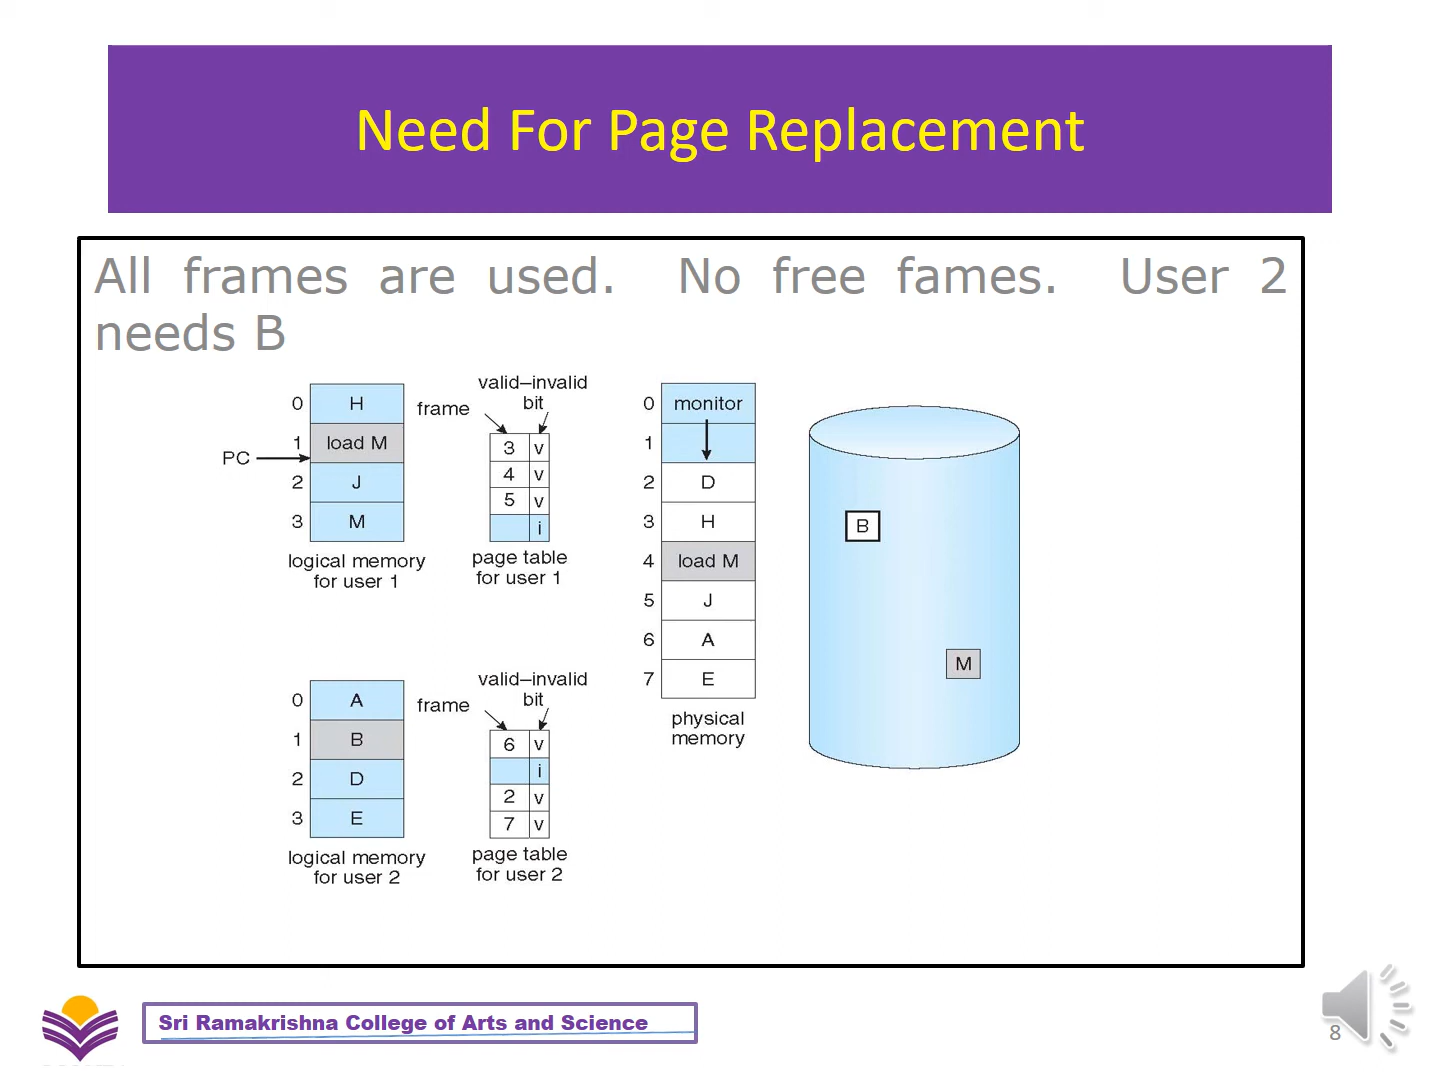 Need For Page Replacement
All frames are used. No free fames. User 2
needs B
0 H
1 load M
PC
2 J
3 M
logical memory
for user 1
valid–invalid
bit
frame
3 v
4 v
5 v
i
page table
for user 1
0 A
1 B
2 D
3 E
logical memory
for user 2
valid–invalid
bit
frame
6 v
i
2 v
7 v
page table
for user 2
0 monitor
1
2 D
3 H
4 load M
5 J
6 A
7 E
physical
memory
B
M
Sri Ramakrishna College of Arts and Science
8